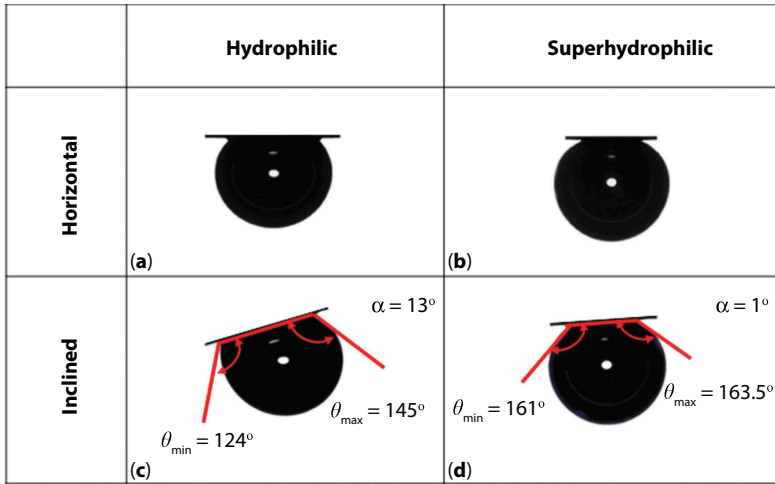 Hydrophilic
Superhydrophilic
Horizontal
(a)
(b)
Inclined
α = 13°
θmin = 124°
θmax = 145°
(c)
α = 1°
θmin = 161°
θmax = 163.5°
(d)